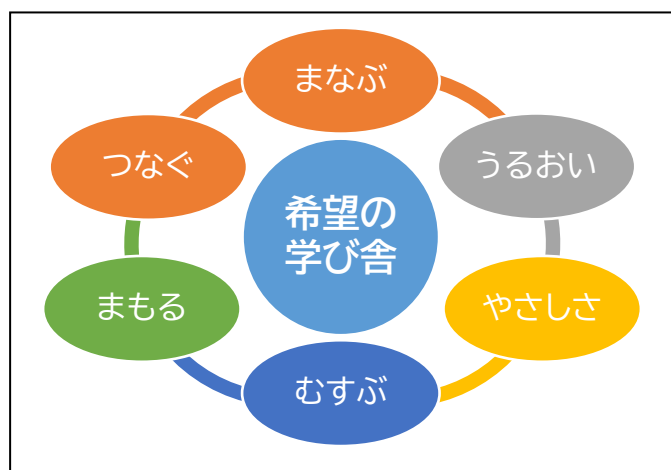 まなぶ
つなぐ
うるおい
希望の
学び舎
まもる
やさしさ
むすぶ